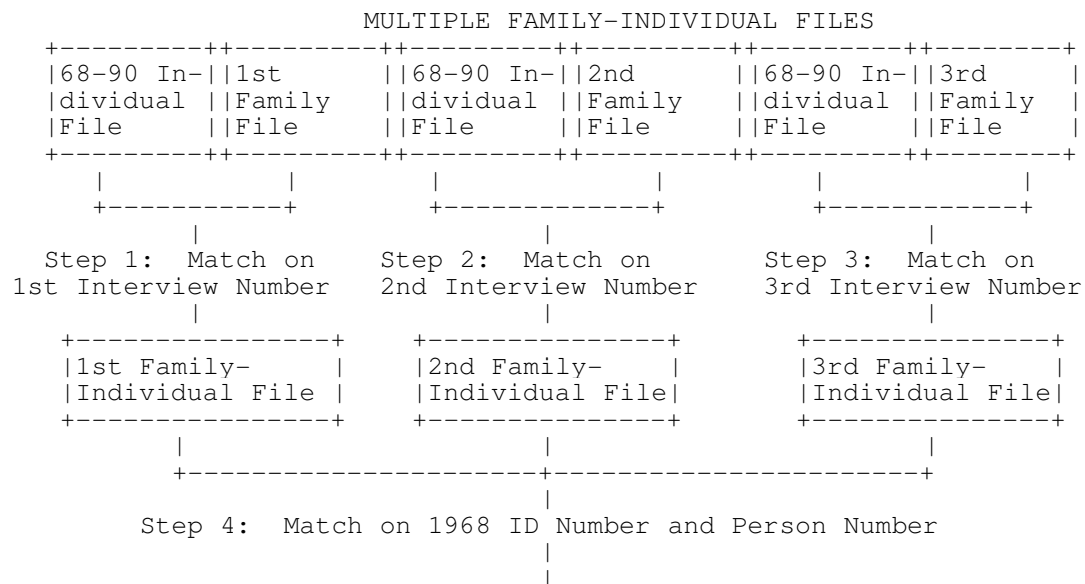 MULTIPLE FAMILY-INDIVIDUAL FILES
+---------++---------++---------++---------++---------++--------+
|68-90 In-||1st      ||68-90 In-||2nd      ||68-90 In-||3rd     |
|dividual ||Family   ||dividual ||Family   ||dividual ||Family  |
|File     ||File     ||File     ||File     ||File     ||File    |
+---------++---------++---------++---------++---------++--------+
|           |        |             |         |            |
+-----------+        +-------------+         +------------+
|                     |                       |
Step 1:  Match on    Step 2:  Match on       Step 3:  Match on
1st Interview Number   2nd Interview Number    3rd Interview Number
|                     |                       |
+----------------+    +---------------+       +---------------+
|1st Family-     |    |2nd Family-    |       |3rd Family-    |
|Individual File |    |Individual File|       |Individual File|
+----------------+    +---------------+       +---------------+
|                      |                       |
+----------------------+-----------------------+
|
Step 4:  Match on 1968 ID Number and Person Number
|
|